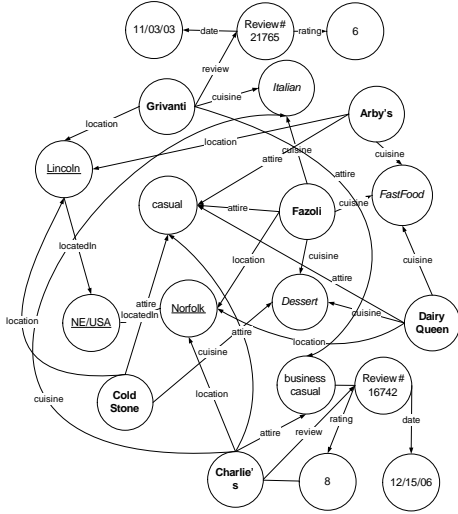 11/03/03
date
Review#
21765
rating
6
review
Italian
Grivanti
cuisine
Arby's
location
location
cuisine
cuisine
Lincoln
attire
attire
FastFood
casual
attire
Fazoli
cuisine
locatedIn
location
cuisine
attire
NE/USA
attire
locatedIn
Norfolk
Dessert
cuisine
Dairy
Queen
location
attire
location
cuisine
business
casual
Review#
16742
Cold
Stone
cuisine
location
rating
date
attire
review
Charlie'
s
8
12/15/06